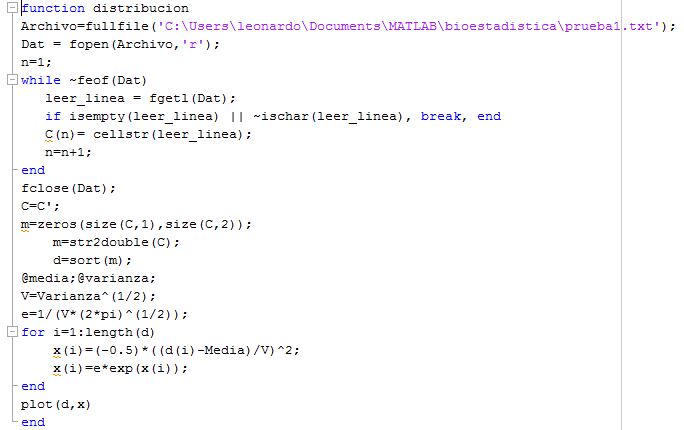 function distribucion
Archivo=fullfile('C:\Users\leonardo\Documents\MATLAB\bioestadistica\prueba1.txt');
Dat = fopen(Archivo,'r');
n=1;
while ~feof(Dat)
leer_linea = fgetl(Dat);
if isempty(leer_linea) || ~ischar(leer_linea), break, end
C(n)= cellstr(leer_linea);
n=n+1;
end
fclose(Dat);
C=C';
m=zeros(size(C,1),size(C,2));
m=str2double(C);
d=sort(m);
@media;@varianza;
V=Varianza^(1/2);
e=1/(V*(2*pi)^(1/2));
for i=1:length(d)
x(i)=(-0.5)*((d(i)-Media)/V)^2;
x(i)=e*exp(x(i));
end
plot(d,x)
end